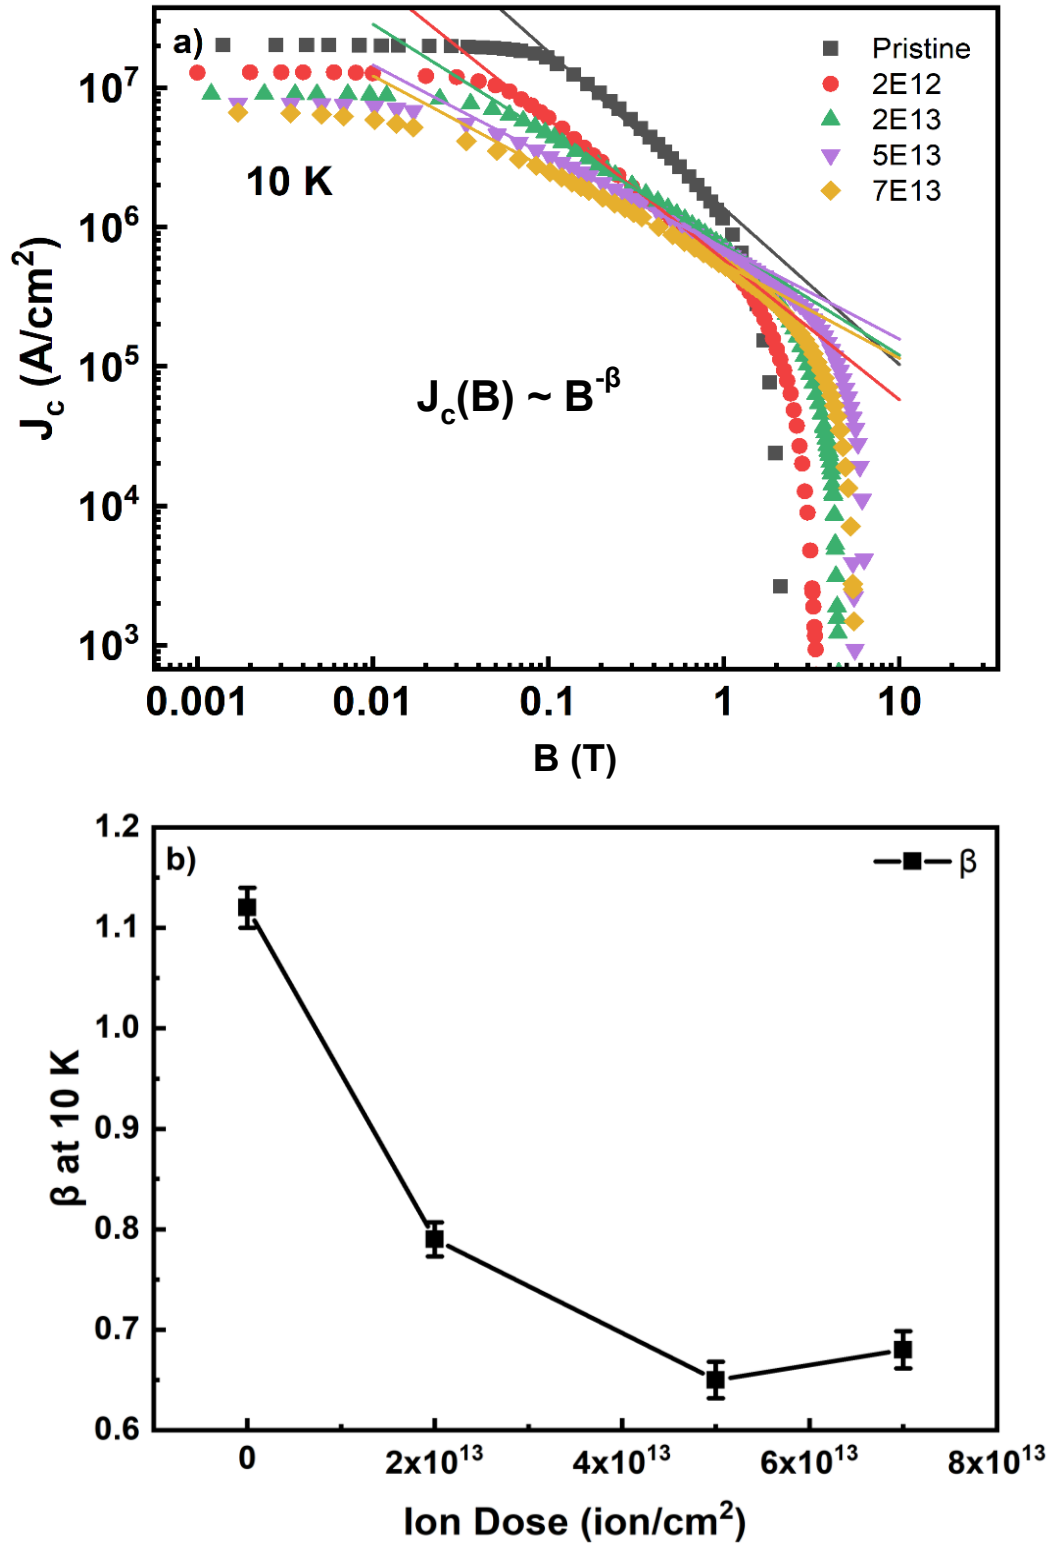 a)
Pristine
2E12
2E13
5E13
7E13
10 K
J_c(B) ~ B^-β
J_c (A/cm²)
10⁷
10⁶
10⁵
10⁴
10³
0.001 0.01 0.1 1 10
B (T)
b)
β
β at 10 K
1.2
1.1
1.0
0.9
0.8
0.7
0.6
0 2x10¹³ 4x10¹³ 6x10¹³ 8x10¹³
Ion Dose (ion/cm²)